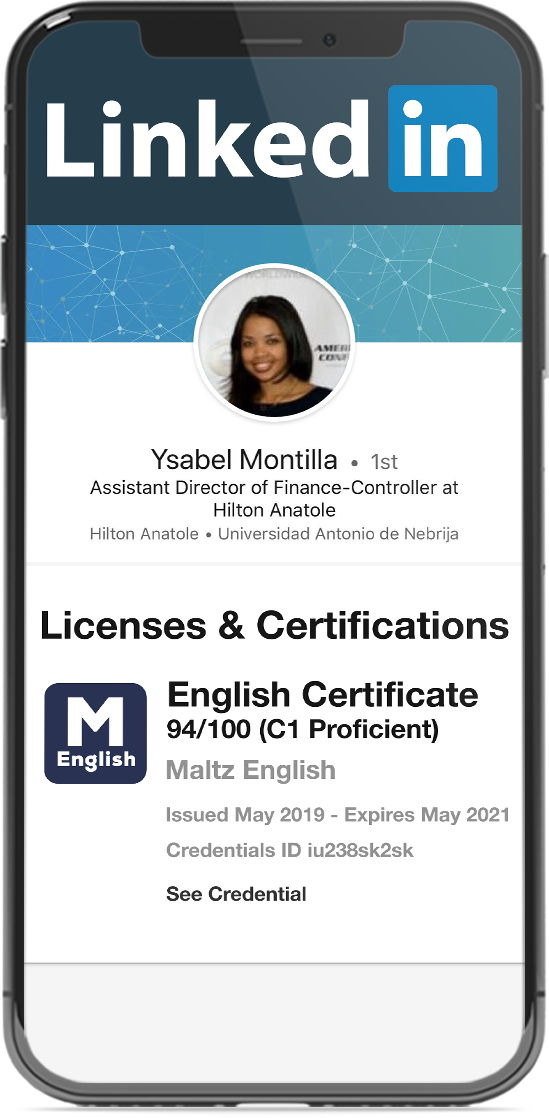 Linked in
AMERI
CONF
Ysabel Montilla • 1st
Assistant Director of Finance-Controller at
Hilton Anatole
Hilton Anatole • Universidad Antonio de Nebrija
Licenses & Certifications
M
English
English Certificate
94/100 (C1 Proficient)
Maltz English
Issued May 2019 - Expires May 2021
Credentials ID iu238sk2sk
See Credential